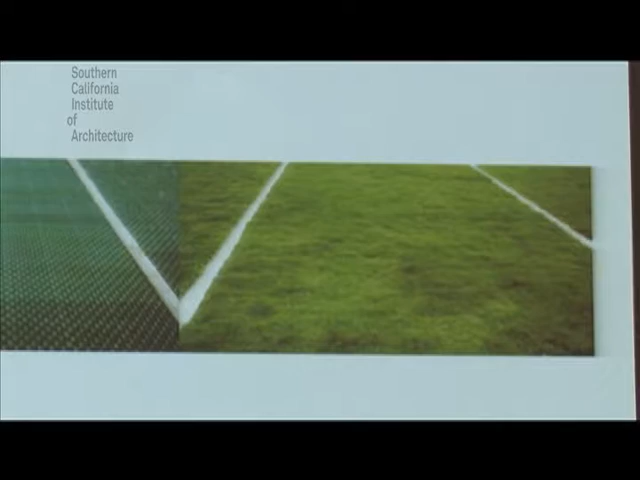 Southern
California
Institute
of
Architecture